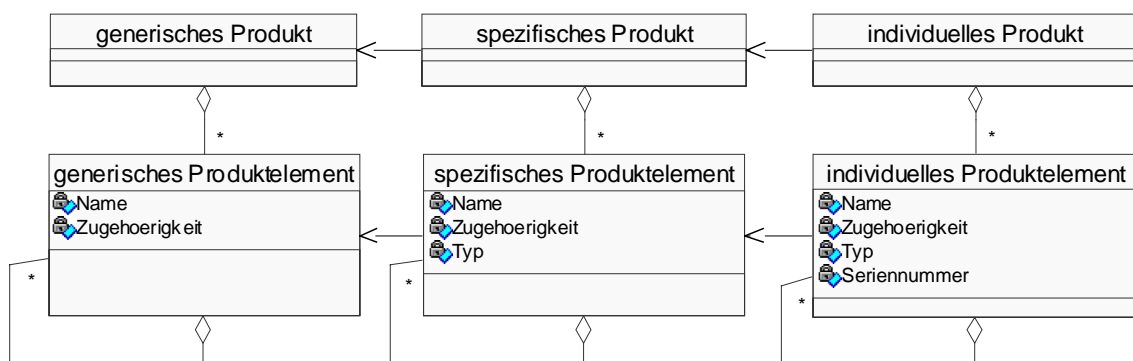 generisches Produkt
spezifisches Produkt
individuelles Produkt
*
*
*
generisches Produktelement
Name
Zugehoerigkeit
*
spezifisches Produktelement
Name
Zugehoerigkeit
Typ
*
individuelles Produktelement
Name
Zugehoerigkeit
Typ
Seriennummer
*